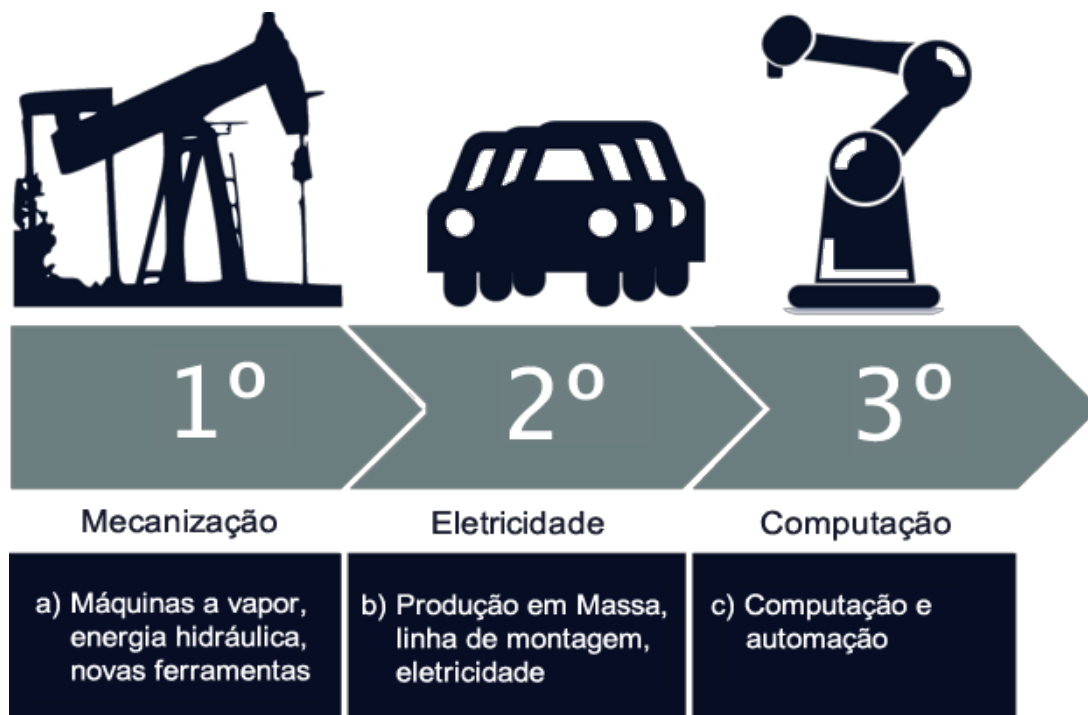 1º
2º
3º
Mecanização
Eletricidade
Computação
a) Máquinas a vapor,
energia hidráulica,
novas ferramentas
b) Produção em Massa,
linha de montagem,
eletricidade
c) Computação e
automação